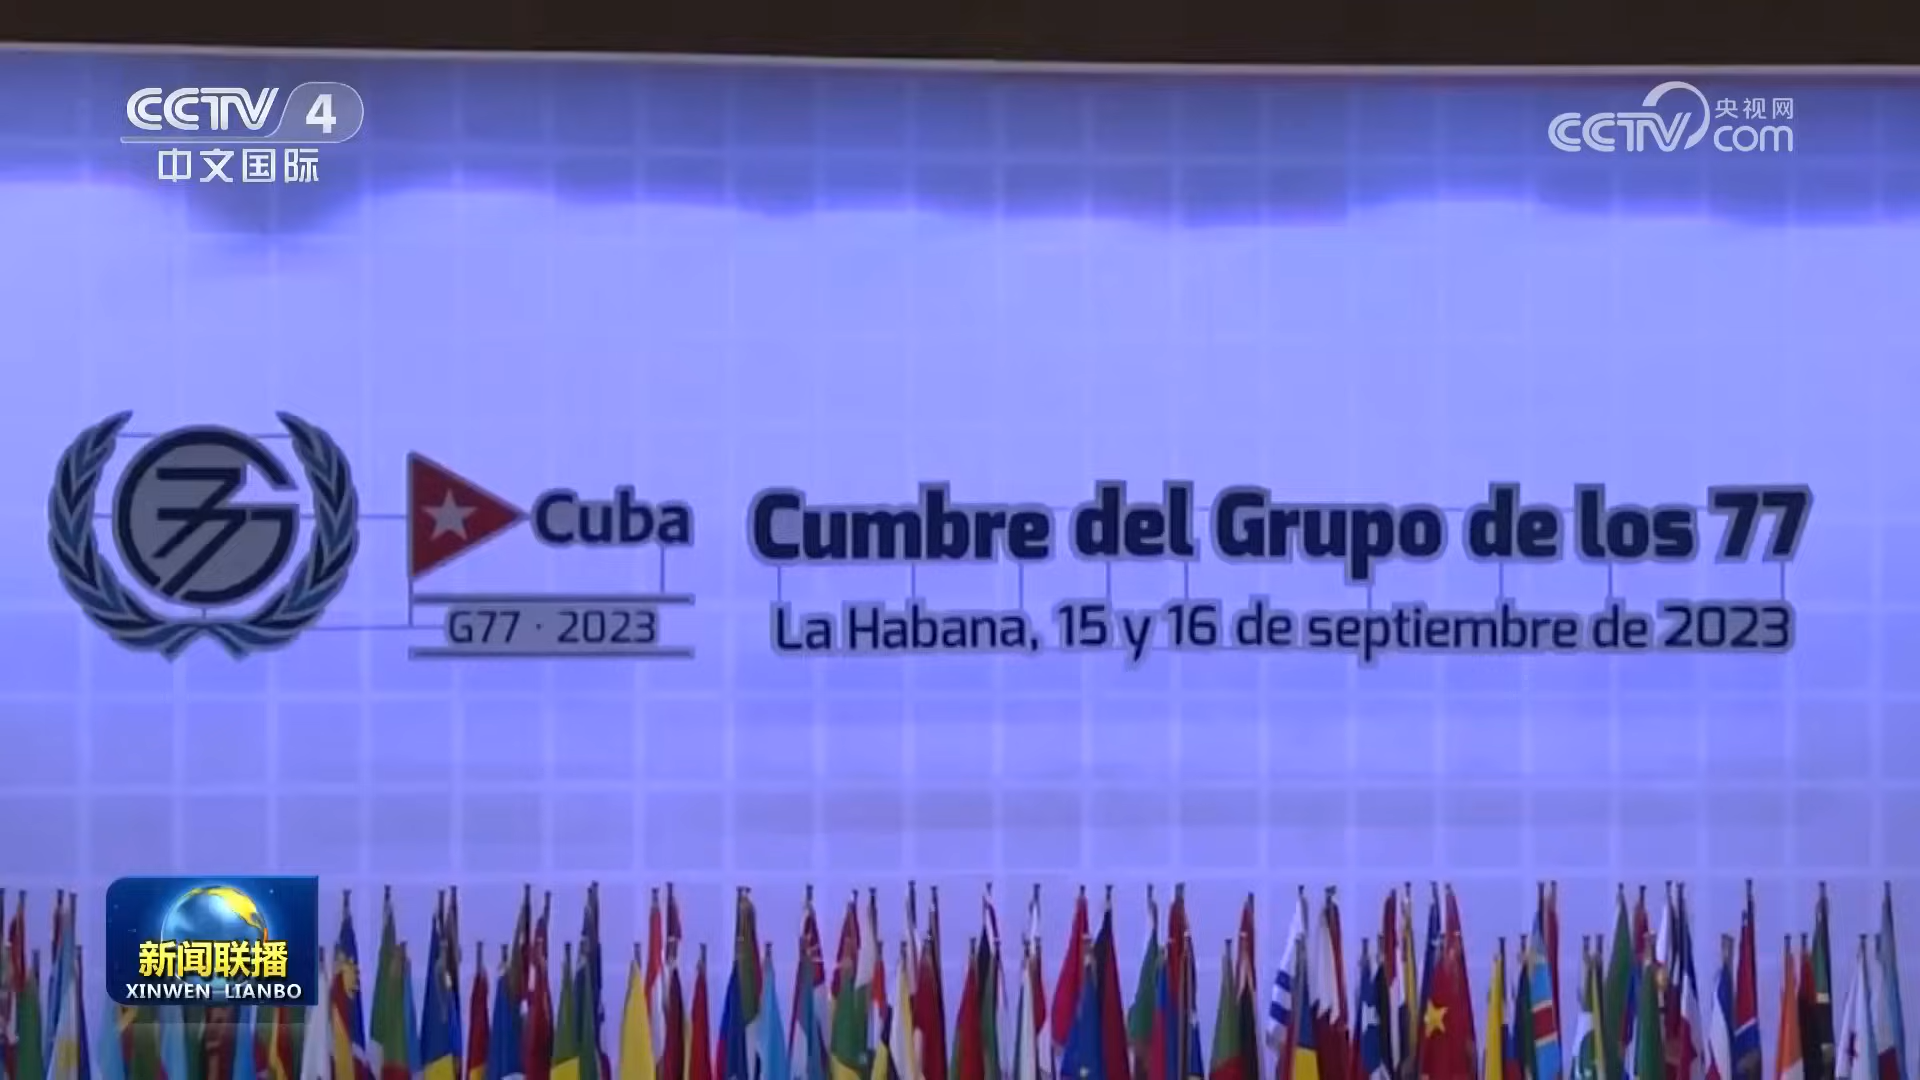 CCTV 4
中文国际
CCTV 央视网
com
Cuba
G77 · 2023
Cumbre del Grupo de los 77
La Habana, 15 y 16 de septiembre de 2023
新闻联播
XINWEN LIANBO